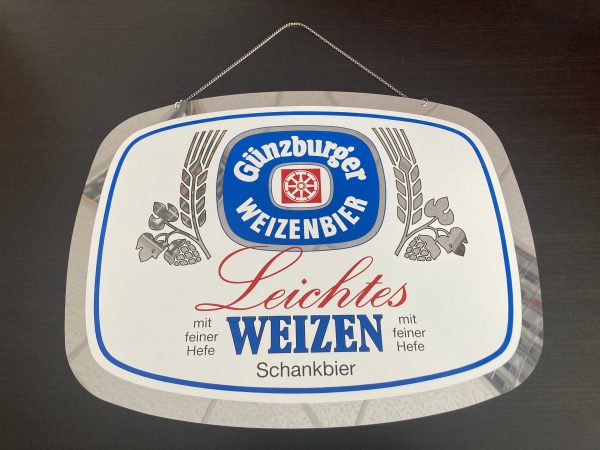 Günzburger
WEIZENBIER
Leichtes
mit feiner Hefe
WEIZEN
mit feiner Hefe
Schankbier